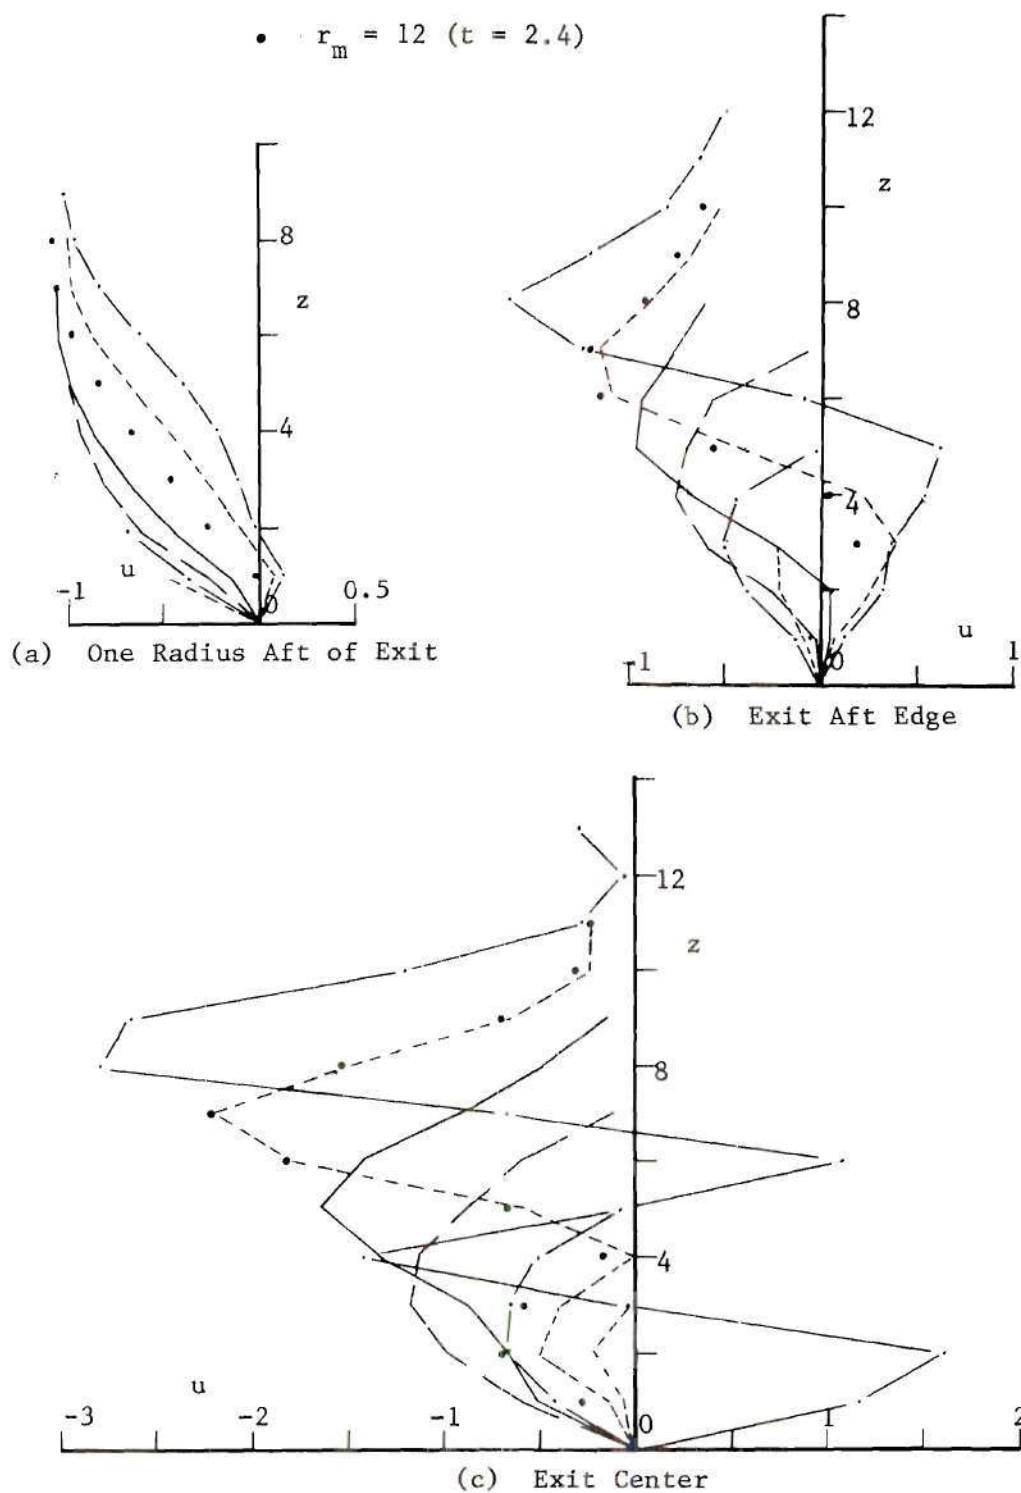 • r_m = 12 (t = 2.4)
8
z
4
u
-1
0
0.5
(a) One Radius Aft of Exit
12
z
8
4
u
-1
0
1
(b) Exit Aft Edge
12
z
8
4
u
-3
-2
-1
0
1
2
(c) Exit Center